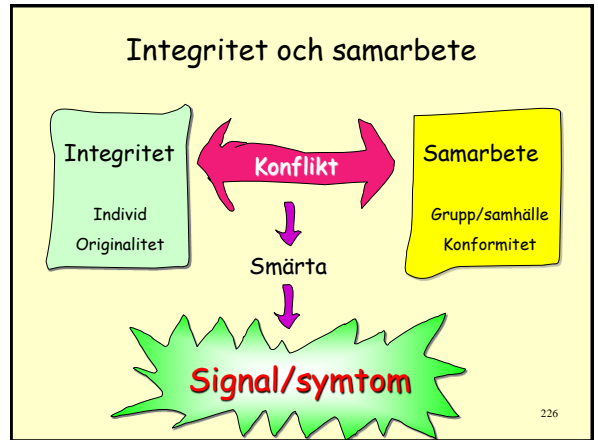 Integritet och samarbete
Integritet
Individ
Originalitet
Konflikt
Samarbete
Grupp/samhälle
Konformitet
Smärta
Signal/symtom
226